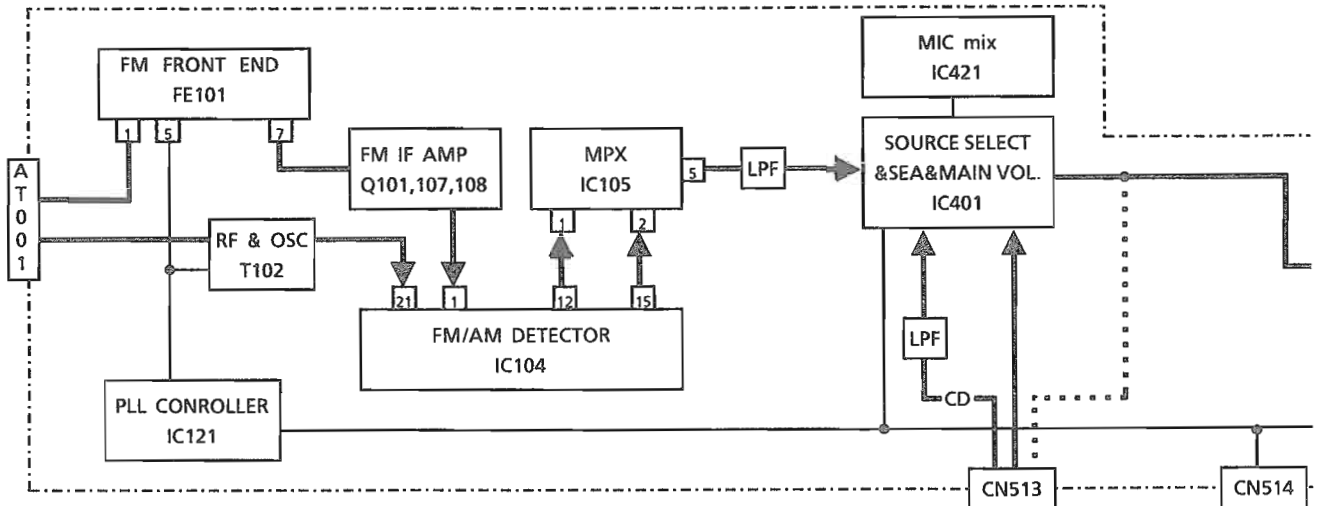 MIC mix
IC421
FM FRONT END
FE101
1
5
7
FM IF AMP
Q101,107,108
MPX
IC105
5
LPF
SOURCE SELECT
&SEA&MAIN VOL.
IC401
AT001
1
2
RF & OSC
T102
21
1
12
15
FM/AM DETECTOR
IC104
LPF
CD
PLL CONROLLER
IC121
CN513
CN514